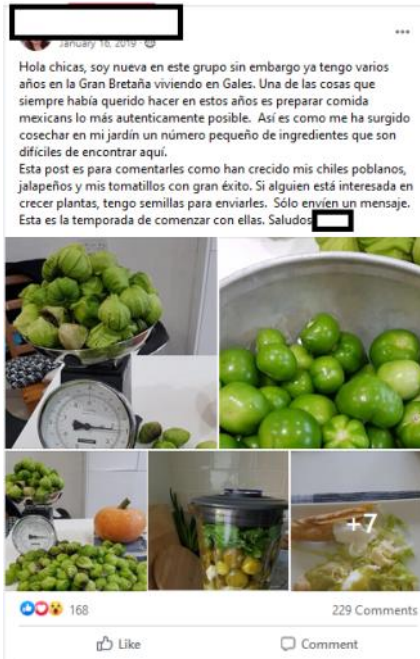 January 16, 2019 ·
Hola chicas, soy nueva en este grupo sin embargo ya tengo varios
años en la Gran Bretaña viviendo en Gales. Una de las cosas que
siempre había querido hacer en estos años es preparar comida
mexicans lo más autenticamente posible.  Así es como me ha surgido
cosechar en mi jardín un número pequeño de ingredientes que son
difíciles de encontrar aquí.
Esta post es para comentarles como han crecido mis chiles poblanos,
jalapeños y mis tomatillos con gran éxito. Si alguien está interesada en
crecer plantas, tengo semillas para enviarles.  Sólo envíen un mensaje.
Esta es la temporada de comenzar con ellas. Saludos
+7
168
229 Comments
Like
Comment